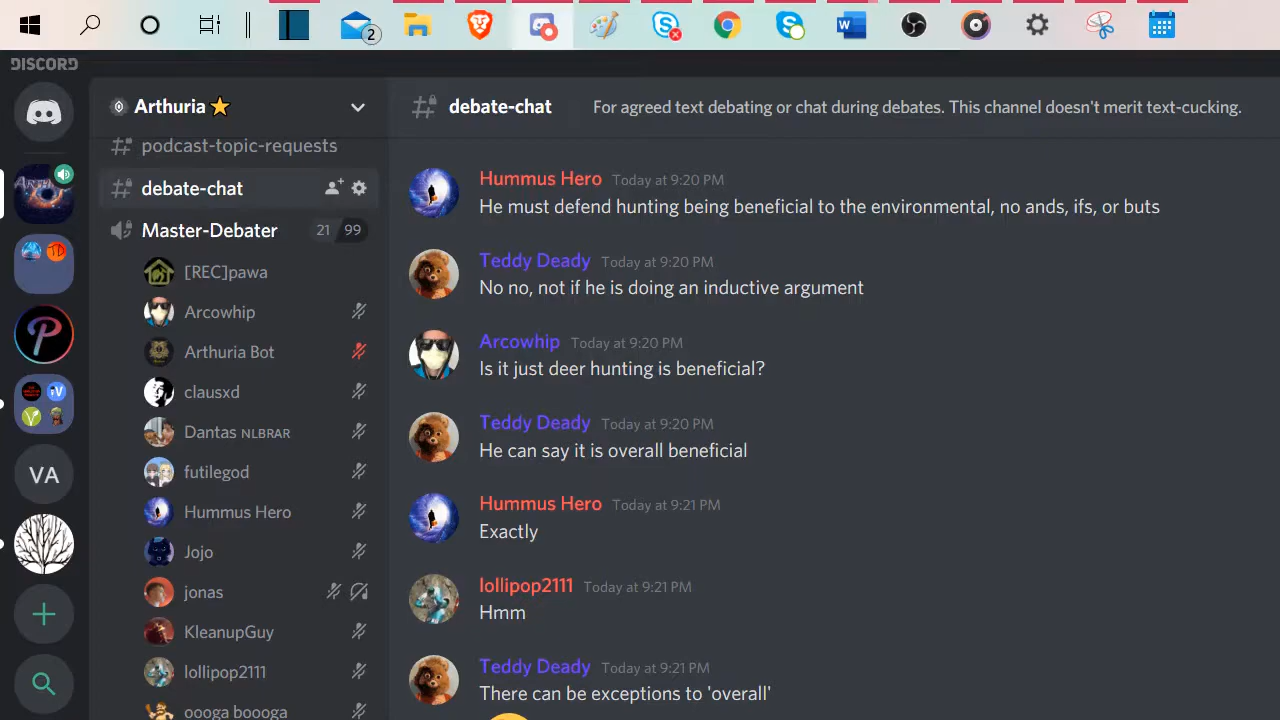 2
DISCORD
Arthuria
podcast-topic-requests
debate-chat
Master-Debater 21 99
[REC]pawa
Arcowhip
Arthuria Bot
clausxd
Dantas NLBRAR
futilegod
Hummus Hero
Jojo
jonas
KleanupGuy
lollipop2111
oooga boooga
VA
debate-chat For agreed text debating or chat during debates. This channel doesn't merit text-cucking.
Hummus Hero Today at 9:20 PM
He must defend hunting being beneficial to the environmental, no ands, ifs, or buts
Teddy Deady Today at 9:20 PM
No no, not if he is doing an inductive argument
Arcowhip Today at 9:20 PM
Is it just deer hunting is beneficial?
Teddy Deady Today at 9:20 PM
He can say it is overall beneficial
Hummus Hero Today at 9:21 PM
Exactly
lollipop2111 Today at 9:21 PM
Hmm
Teddy Deady Today at 9:21 PM
There can be exceptions to 'overall'